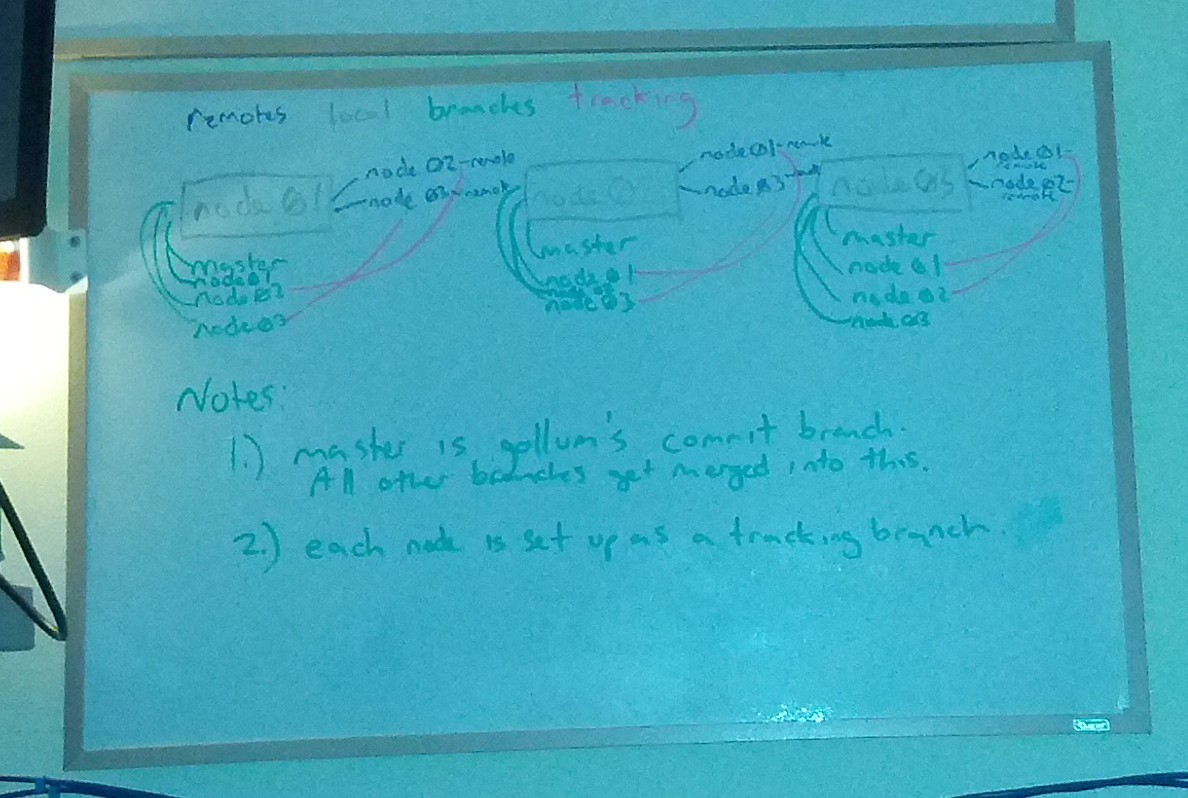 remotes local branches tracking
node 01
node 02-remote
node 03-remote
master
node 01
node 02
node 03
node 02
node 01-remote
node 03-
master
node 01
node 03
node 03
node 01-
remote
node 02-
remote
master
node 01
node 02
node 03
Notes:
1.) master is gollum's commit branch.
All other branches get merged into this.
2.) each node is set up as a tracking branch.